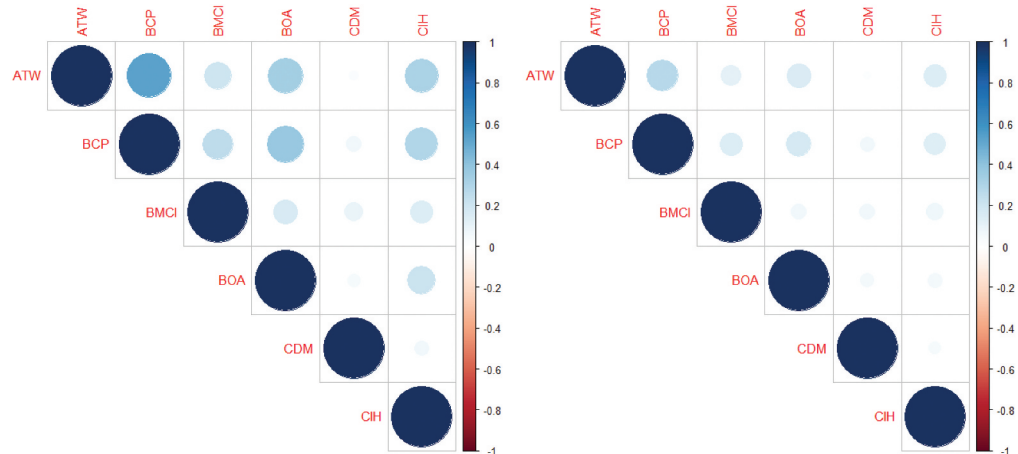 ATW BCP BMCI BOA CDM CIH
ATW
BCP
BMCI
BOA
CDM
CIH
1
0.8
0.6
0.4
0.2
0
-0.2
-0.4
-0.6
-0.8
-1
ATW BCP BMCI BOA CDM CIH
ATW
BCP
BMCI
BOA
CDM
CIH
1
0.8
0.6
0.4
0.2
0
-0.2
-0.4
-0.6
-0.8
-1